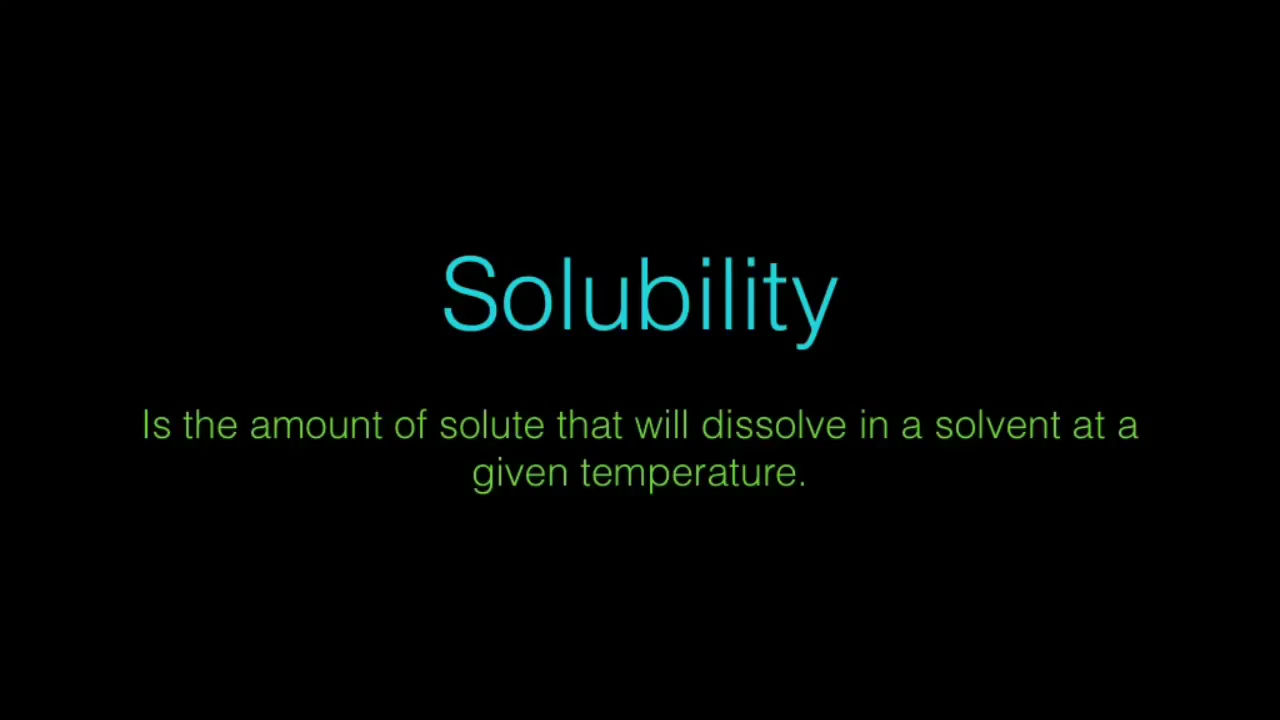 Solubility
Is the amount of solute that will dissolve in a solvent at a
given temperature.